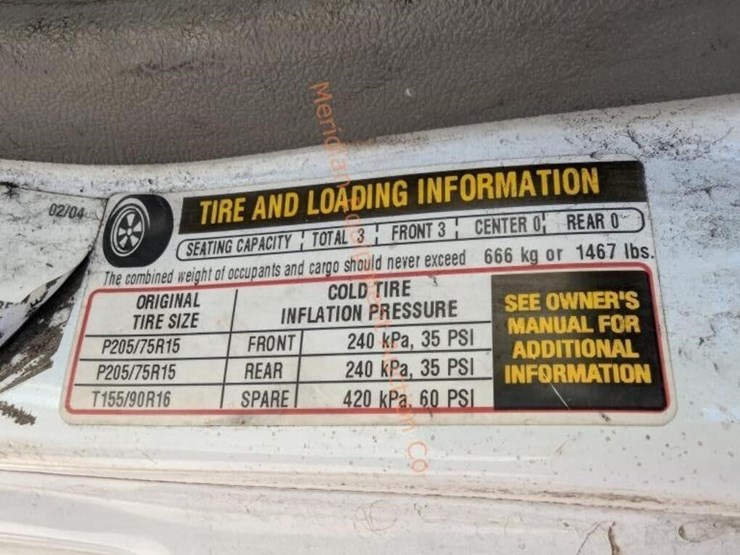 02/04
TIRE AND LOADING INFORMATION
SEATING CAPACITY TOTAL 3 FRONT 3 CENTER 0 REAR 0
The combined weight of occupants and cargo should never exceed 666 kg or 1467 lbs.
ORIGINAL TIRE SIZE COLD TIRE INFLATION PRESSURE
P205/75R15 FRONT 240 kPa, 35 PSI
P205/75R15 REAR 240 kPa, 35 PSI
T155/90R16 SPARE 420 kPa, 60 PSI
SEE OWNER'S
MANUAL FOR
ADDITIONAL
INFORMATION